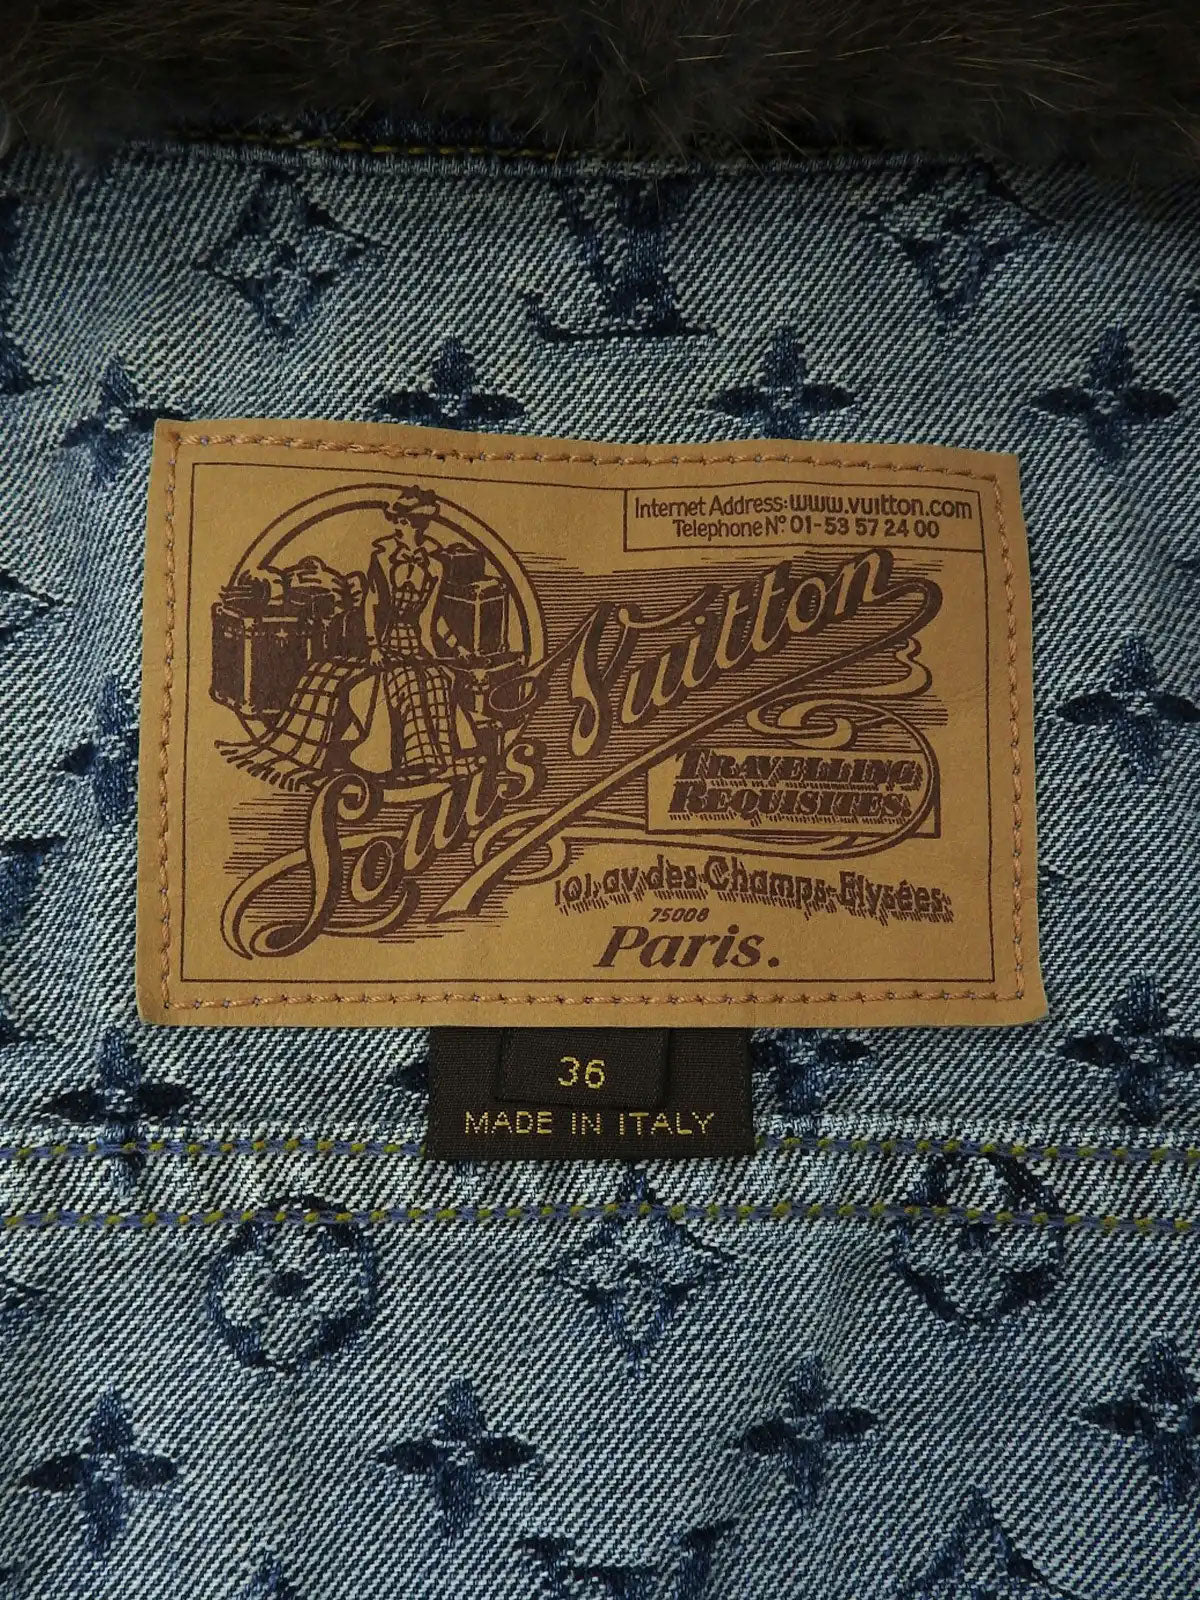 Internet Address: www.vuitton.com
Telephone Nº 01-53 57 24 00
Louis Vuitton
TRAVELLING
REQUISITES.
101. av. des Champs-Elysées.
75008
Paris.
36
MADE IN ITALY